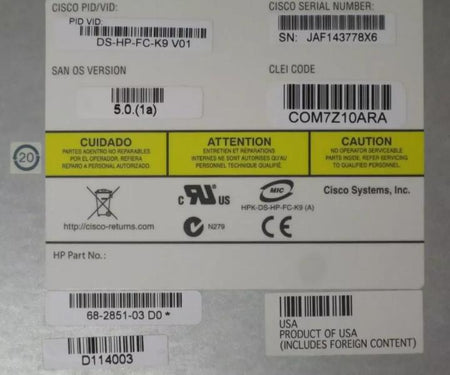 CISCO PID/VID:
PID VID:
DS-HP-FC-K9 V01
CISCO SERIAL NUMBER:
SN: JAF143778X6
SAN OS VERSION
5.0.(1a)
CLEI CODE
COM7Z10ARA
20
CUIDADO
PARTES ADENTRO NO REPARABLES
POR EL OPERADOR, REFIERA
REPARO A PERSONAL AUTORIZADO.
ATTENTION
ENTRETIEN ET RÉPARATIONS
INTERNES NE SONT AUTORISÉS QU'AU
PERSONNEL TECHNIQUE QUALIFIÉ.
CAUTION
NO OPERATOR SERVICEABLE
PARTS INSIDE. REFER SERVICING
TO QUALIFIED PERSONNEL.
http://cisco-returns.com
c RU US
N279
MIC
HPK-DS-HP-FC-K9 (A)
CE
Cisco Systems, Inc.
HP Part No.:
68-2851-03 D0 *
D114003
USA
PRODUCT OF USA
(INCLUDES FOREIGN CONTENT)